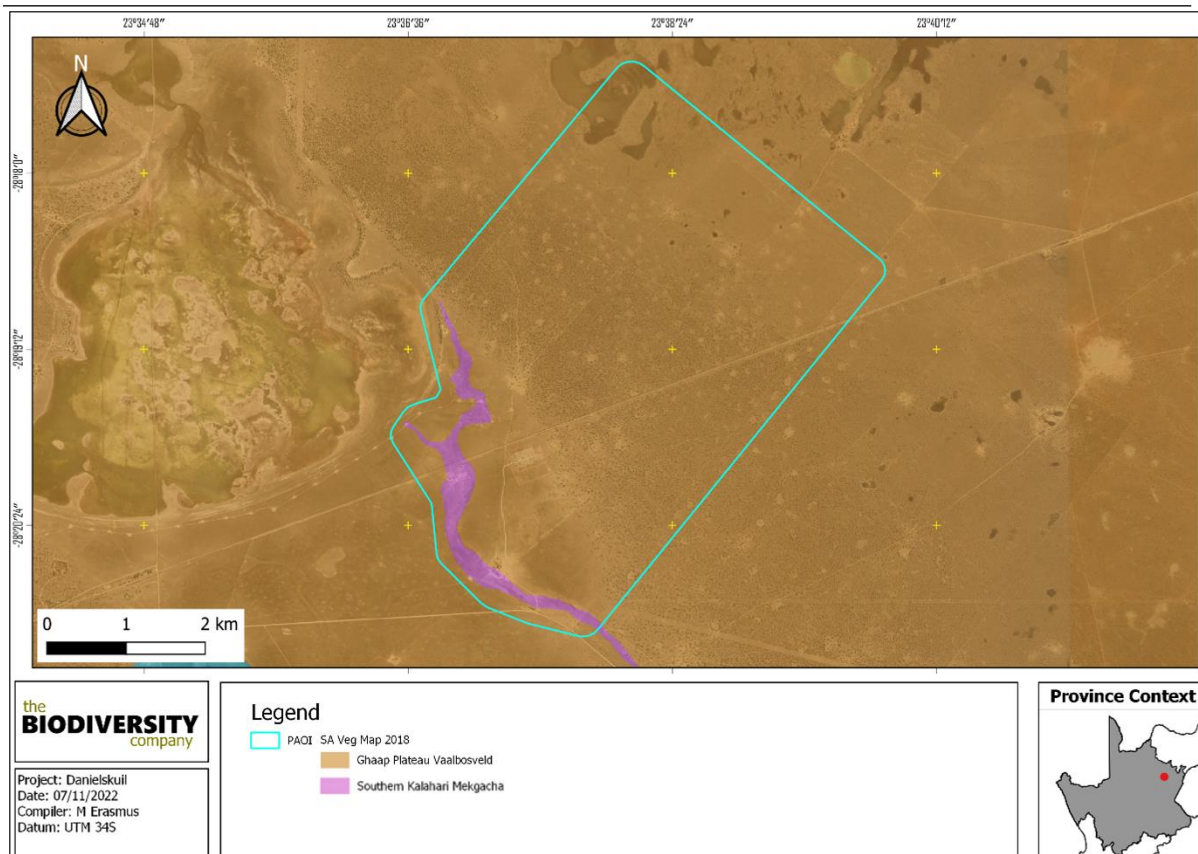 23°34'48" 23°36'36" 23°38'24" 23°40'12"
N
-28°18'0"
-28°19'12"
-28°20'24"
0 1 2 km
the
BIODIVERSITY
company
Project: Danielskuil
Date: 07/11/2022
Compiler: M Erasmus
Datum: UTM 34S
Legend
PAOI SA Veg Map 2018
Ghaap Plateau Vaalbosveld
Southern Kalahari Mekgacha
Province Context